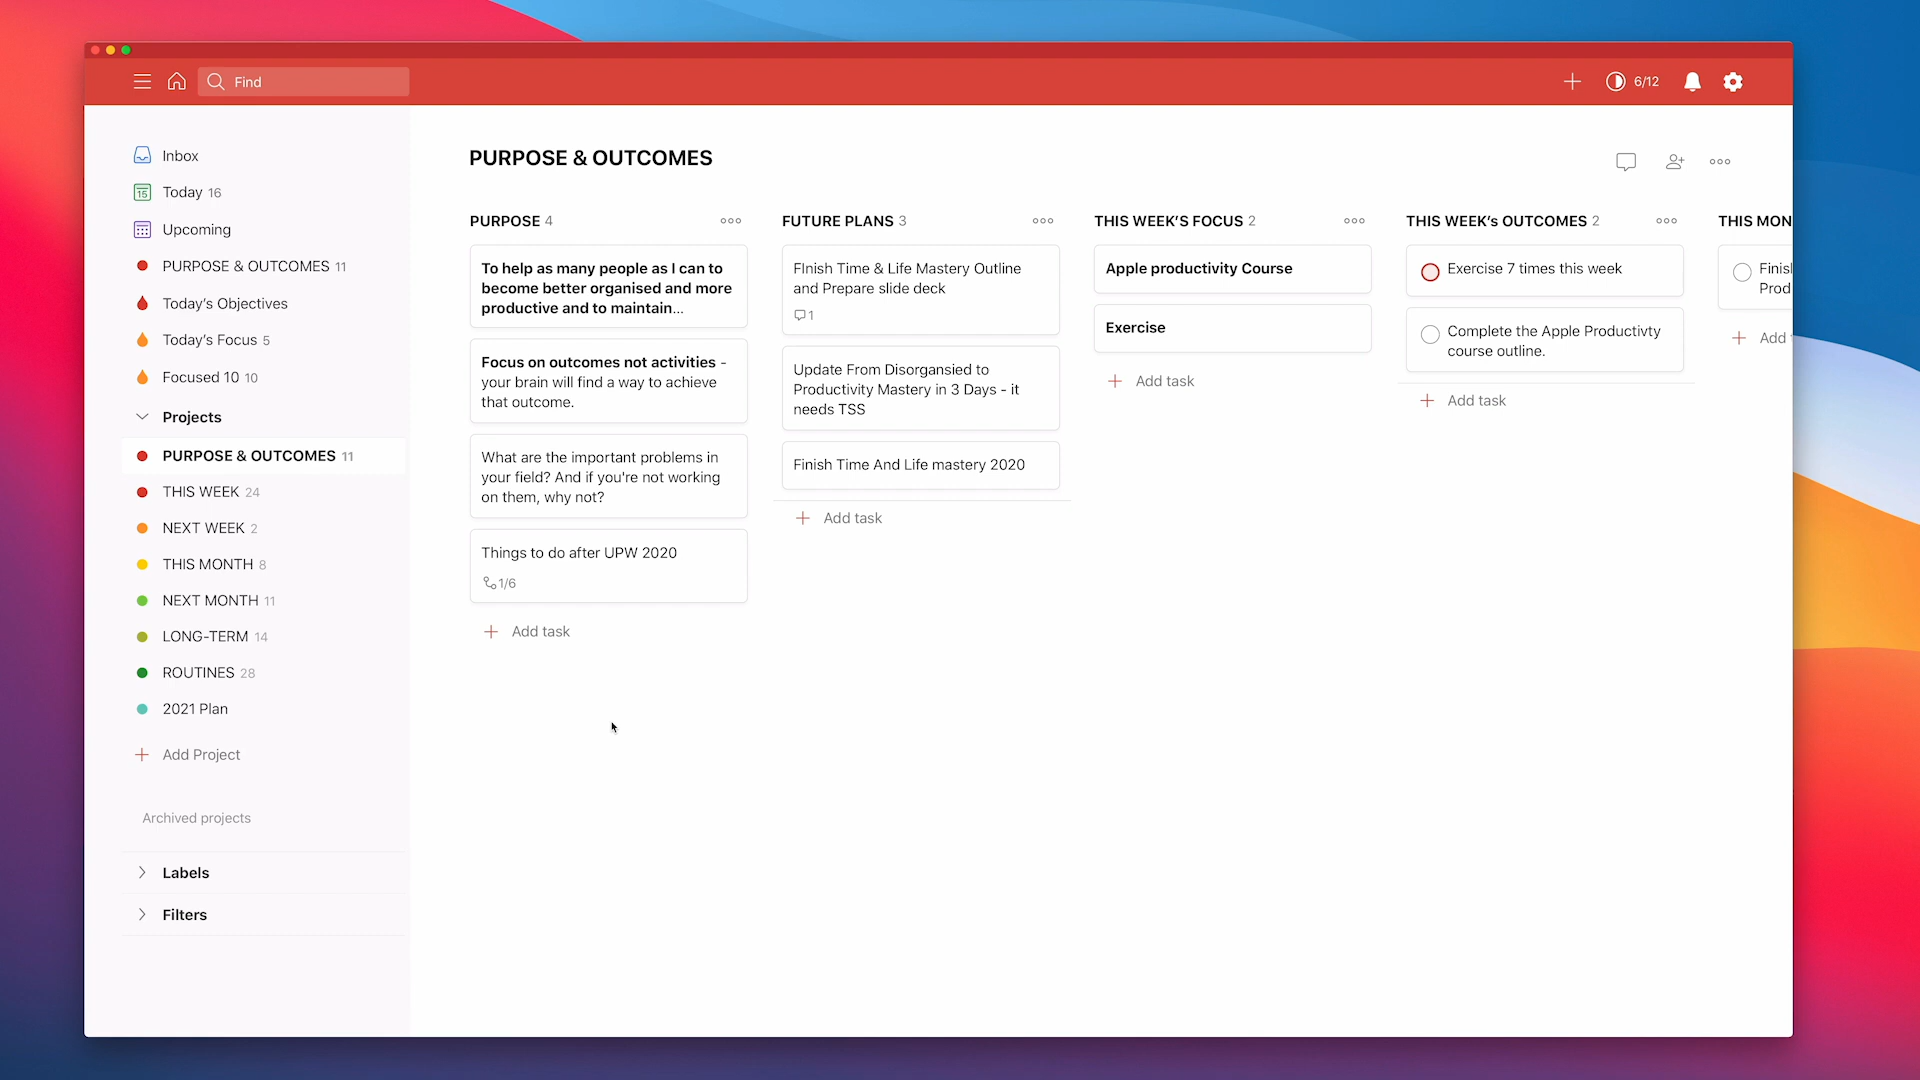 Find
6/12
Inbox
15
Today 16
Upcoming
PURPOSE & OUTCOMES 11
Today's Objectives
Today's Focus 5
Focused 10 10
Projects
PURPOSE & OUTCOMES 11
THIS WEEK 24
NEXT WEEK 2
THIS MONTH 8
NEXT MONTH 11
LONG-TERM 14
ROUTINES 28
2021 Plan
Add Project
Archived projects
Labels
Filters
PURPOSE & OUTCOMES
PURPOSE 4
To help as many people as I can to
become better organised and more
productive and to maintain...
Focus on outcomes not activities -
your brain will find a way to achieve
that outcome.
What are the important problems in
your field? And if you're not working
on them, why not?
Things to do after UPW 2020
1/6
Add task
FUTURE PLANS 3
FInish Time & Life Mastery Outline
and Prepare slide deck
1
Update From Disorgansied to
Productivity Mastery in 3 Days - it
needs TSS
Finish Time And Life mastery 2020
Add task
THIS WEEK'S FOCUS 2
Apple productivity Course
Exercise
Add task
THIS WEEK's OUTCOMES 2
Exercise 7 times this week
Complete the Apple Productivty
course outline.
Add task
THIS MON
Finisl
Prod
Add